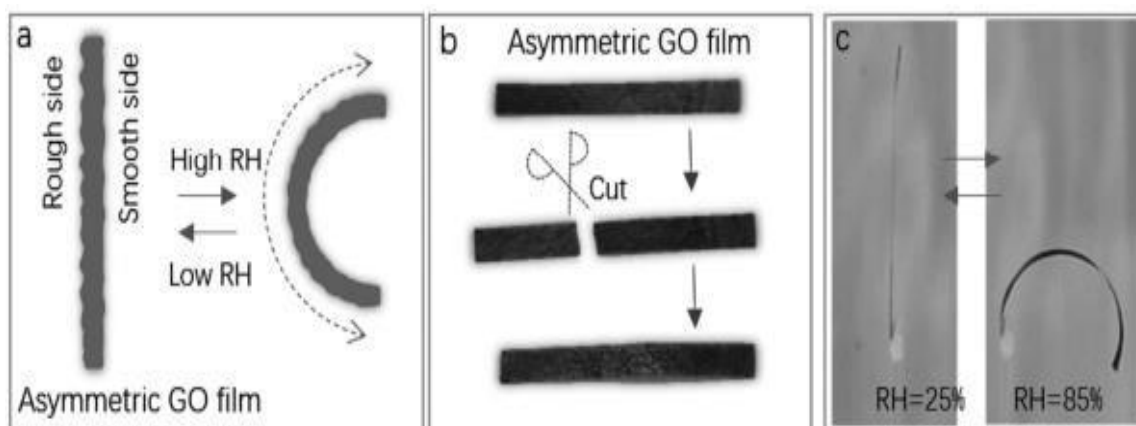 a
Rough side
Smooth side
High RH
Low RH
Asymmetric GO film
b
Asymmetric GO film
Cut
c
RH=25%
RH=85%